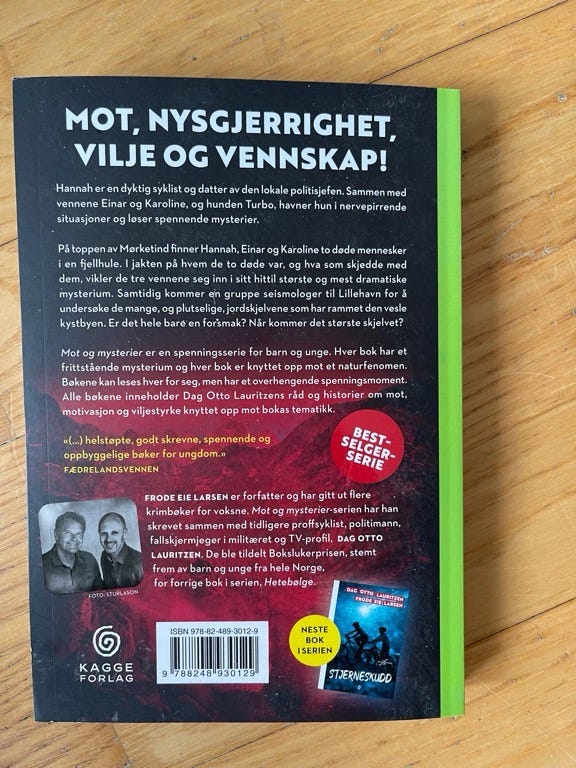 MOT, NYSGJERRIGHET,
VILJE OG VENNSKAP!
Hannah er en dyktig syklist og datter av den lokale politisjefen. Sammen med
vennene Einar og Karoline, og hunden Turbo, havner hun i nervepirrende
situasjoner og løser spennende mysterier.
På toppen av Mørketind finner Hannah, Einar og Karoline to døde mennesker
i en fjellhule. I jakten på hvem de to døde var, og hva som skjedde med
dem, vikler de tre vennene seg inn i sitt hittil største og mest dramatiske
mysterium. Samtidig kommer en gruppe seismologer til Lillehavn for å
undersøke de mange, og plutselige, jordskjelvene som har rammet den vesle
kystbyen. Er det hele bare en forsmak? Når kommer det største skjelvet?
Mot og mysterier er en spenningsserie for barn og unge. Hver bok har et
frittstående mysterium og hver bok er knyttet opp mot et naturfenomen.
Bøkene kan leses hver for seg, men har et overhengende spenningsmoment.
Alle bøkene inneholder Dag Otto Lauritzens råd og historier om mot,
motivasjon og viljestyrke knyttet opp mot bokas tematikk.
«(...) helstøpte, godt skrevne, spennende og
oppbyggelige bøker for ungdom.»
FÆDRELANDSVENNEN
BEST-
SELGER-
SERIE
FRODE EIE LARSEN er forfatter og har gitt ut flere
krimbøker for voksne. Mot og mysterier-serien har han
skrevet sammen med tidligere proffsyklist, politimann,
fallskjermjeger i militæret og TV-profil, DAG OTTO
LAURITZEN. De ble tildelt Bokslukerprisen, stemt
frem av barn og unge fra hele Norge,
for forrige bok i serien, Hetebølge.
FOTO: STURLASON
KAGGE
FORLAG
ISBN 978-82-489-3012-9
9 788248 930129
NESTE
BOK
I SERIEN
DAG OTTO LAURITZEN
FRODE EIE LARSEN
STJERNESKUDD